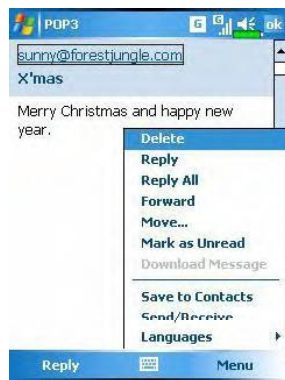 POP3
G
G
ok
sunny@forestjungle.com
X'mas
Merry Christmas and happy new
year.
Delete
Reply
Reply All
Forward
Move...
Mark as Unread
Download Message
Save to Contacts
Send/Receive
Languages
Reply
Menu